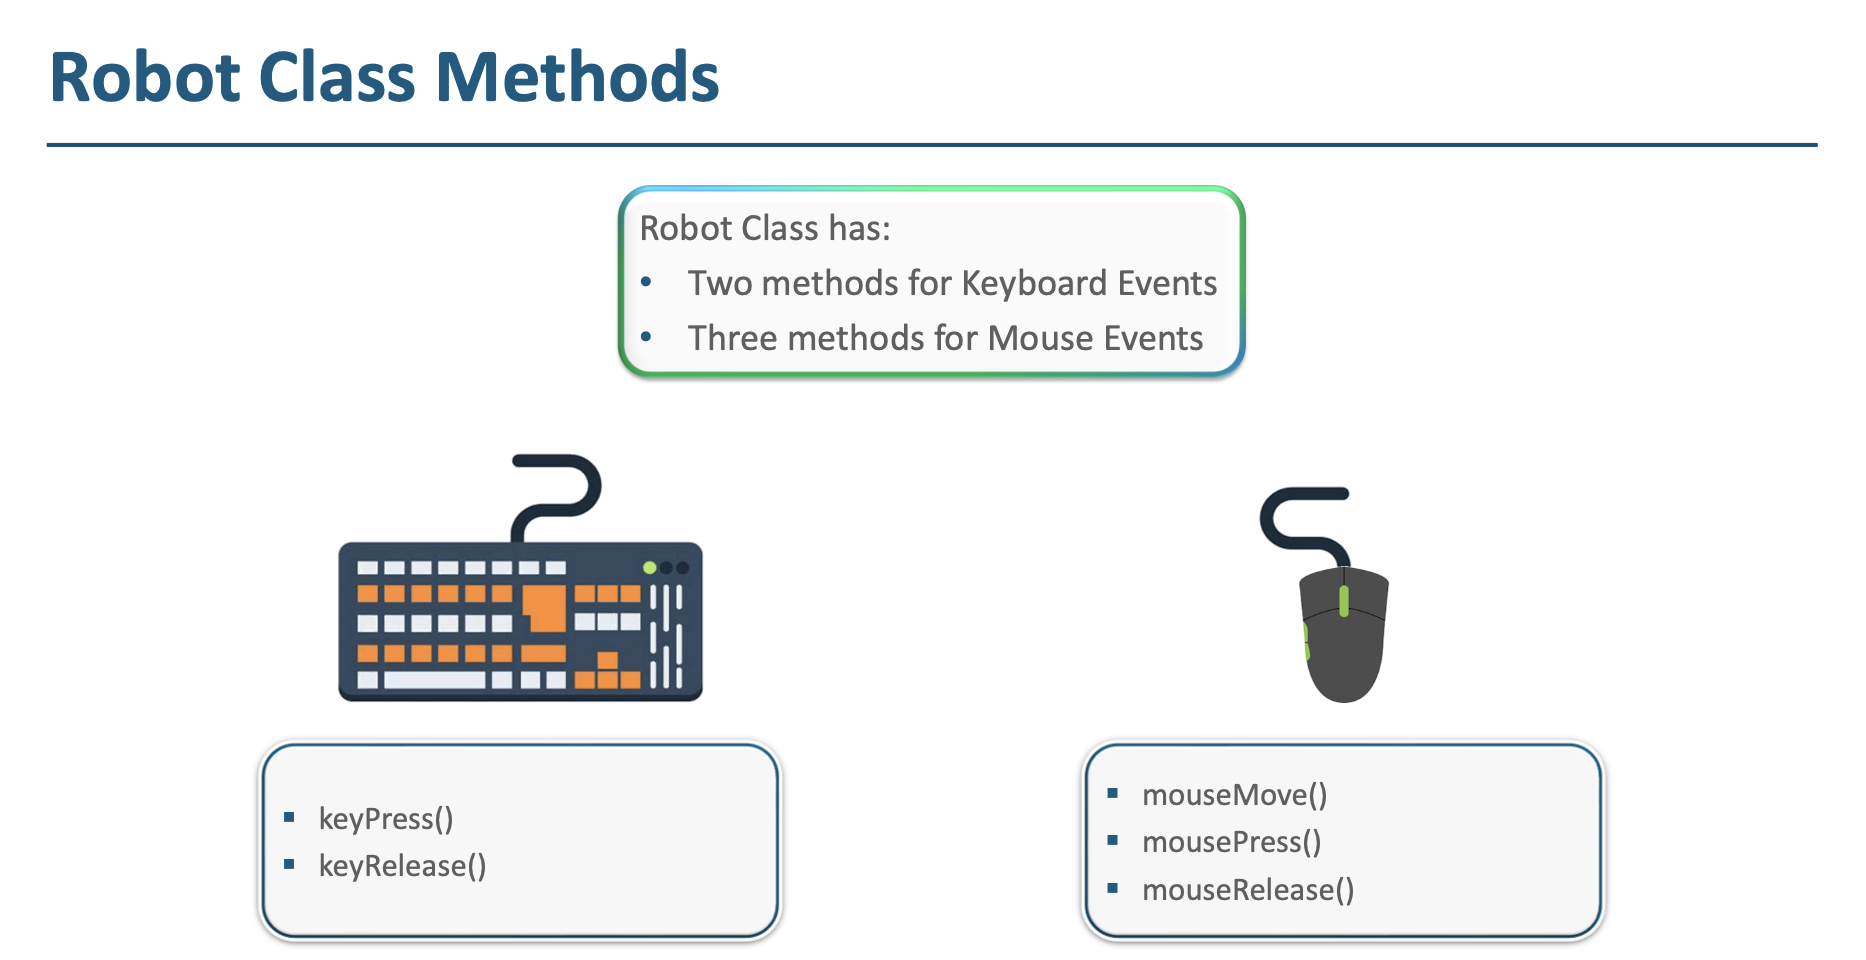 Robot Class Methods
Robot Class has:
• Two methods for Keyboard Events
• Three methods for Mouse Events
▪ keyPress()
▪ keyRelease()
▪ mouseMove()
▪ mousePress()
▪ mouseRelease()